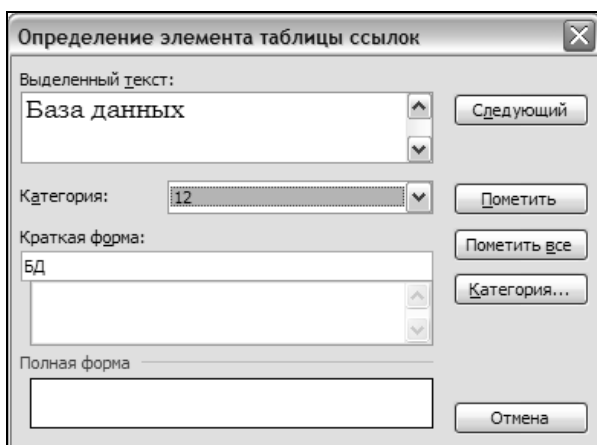 Определение элемента таблицы ссылок
Выделенный текст:
База данных
Следующий
Категория: 12
Пометить
Краткая форма:
Пометить все
БД
Категория...
Полная форма
Отмена